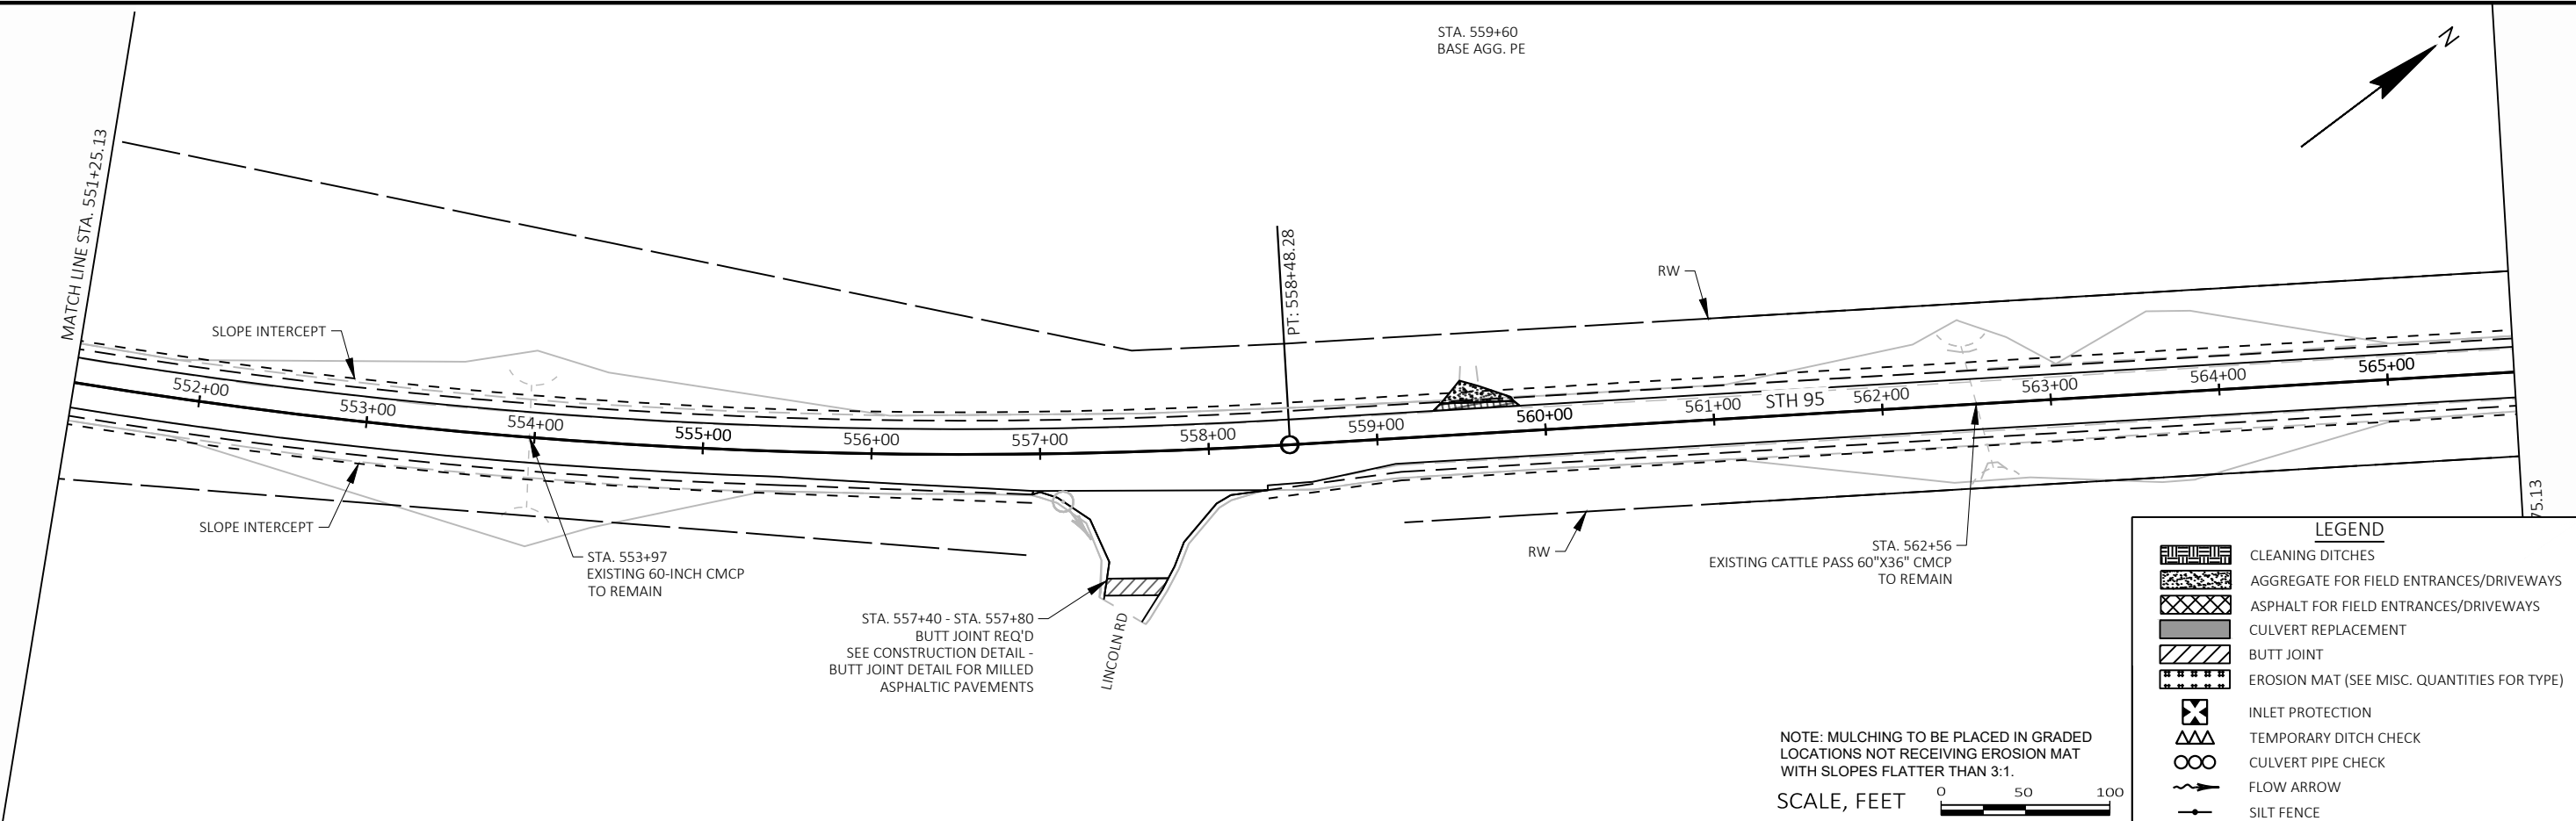 STA. 559+60
BASE AGG. PE
N
MATCH LINE STA. 551+25.13
PT: 558+48.28
RW
SLOPE INTERCEPT
552+00
553+00
554+00
555+00
556+00
557+00
558+00
559+00
560+00
561+00
STH 95
562+00
563+00
564+00
565+00
SLOPE INTERCEPT
STA. 553+97
EXISTING 60-INCH CMCP
TO REMAIN
RW
STA. 562+56
EXISTING CATTLE PASS 60"X36" CMCP
TO REMAIN
75.13
STA. 557+40 - STA. 557+80
BUTT JOINT REQ'D
SEE CONSTRUCTION DETAIL -
BUTT JOINT DETAIL FOR MILLED
ASPHALTIC PAVEMENTS
LINCOLN RD
NOTE: MULCHING TO BE PLACED IN GRADED
LOCATIONS NOT RECEIVING EROSION MAT
WITH SLOPES FLATTER THAN 3:1.
SCALE, FEET
0 50 100
LEGEND
CLEANING DITCHES
AGGREGATE FOR FIELD ENTRANCES/DRIVEWAYS
ASPHALT FOR FIELD ENTRANCES/DRIVEWAYS
CULVERT REPLACEMENT
BUTT JOINT
EROSION MAT (SEE MISC. QUANTITIES FOR TYPE)
INLET PROTECTION
TEMPORARY DITCH CHECK
CULVERT PIPE CHECK
FLOW ARROW
SILT FENCE